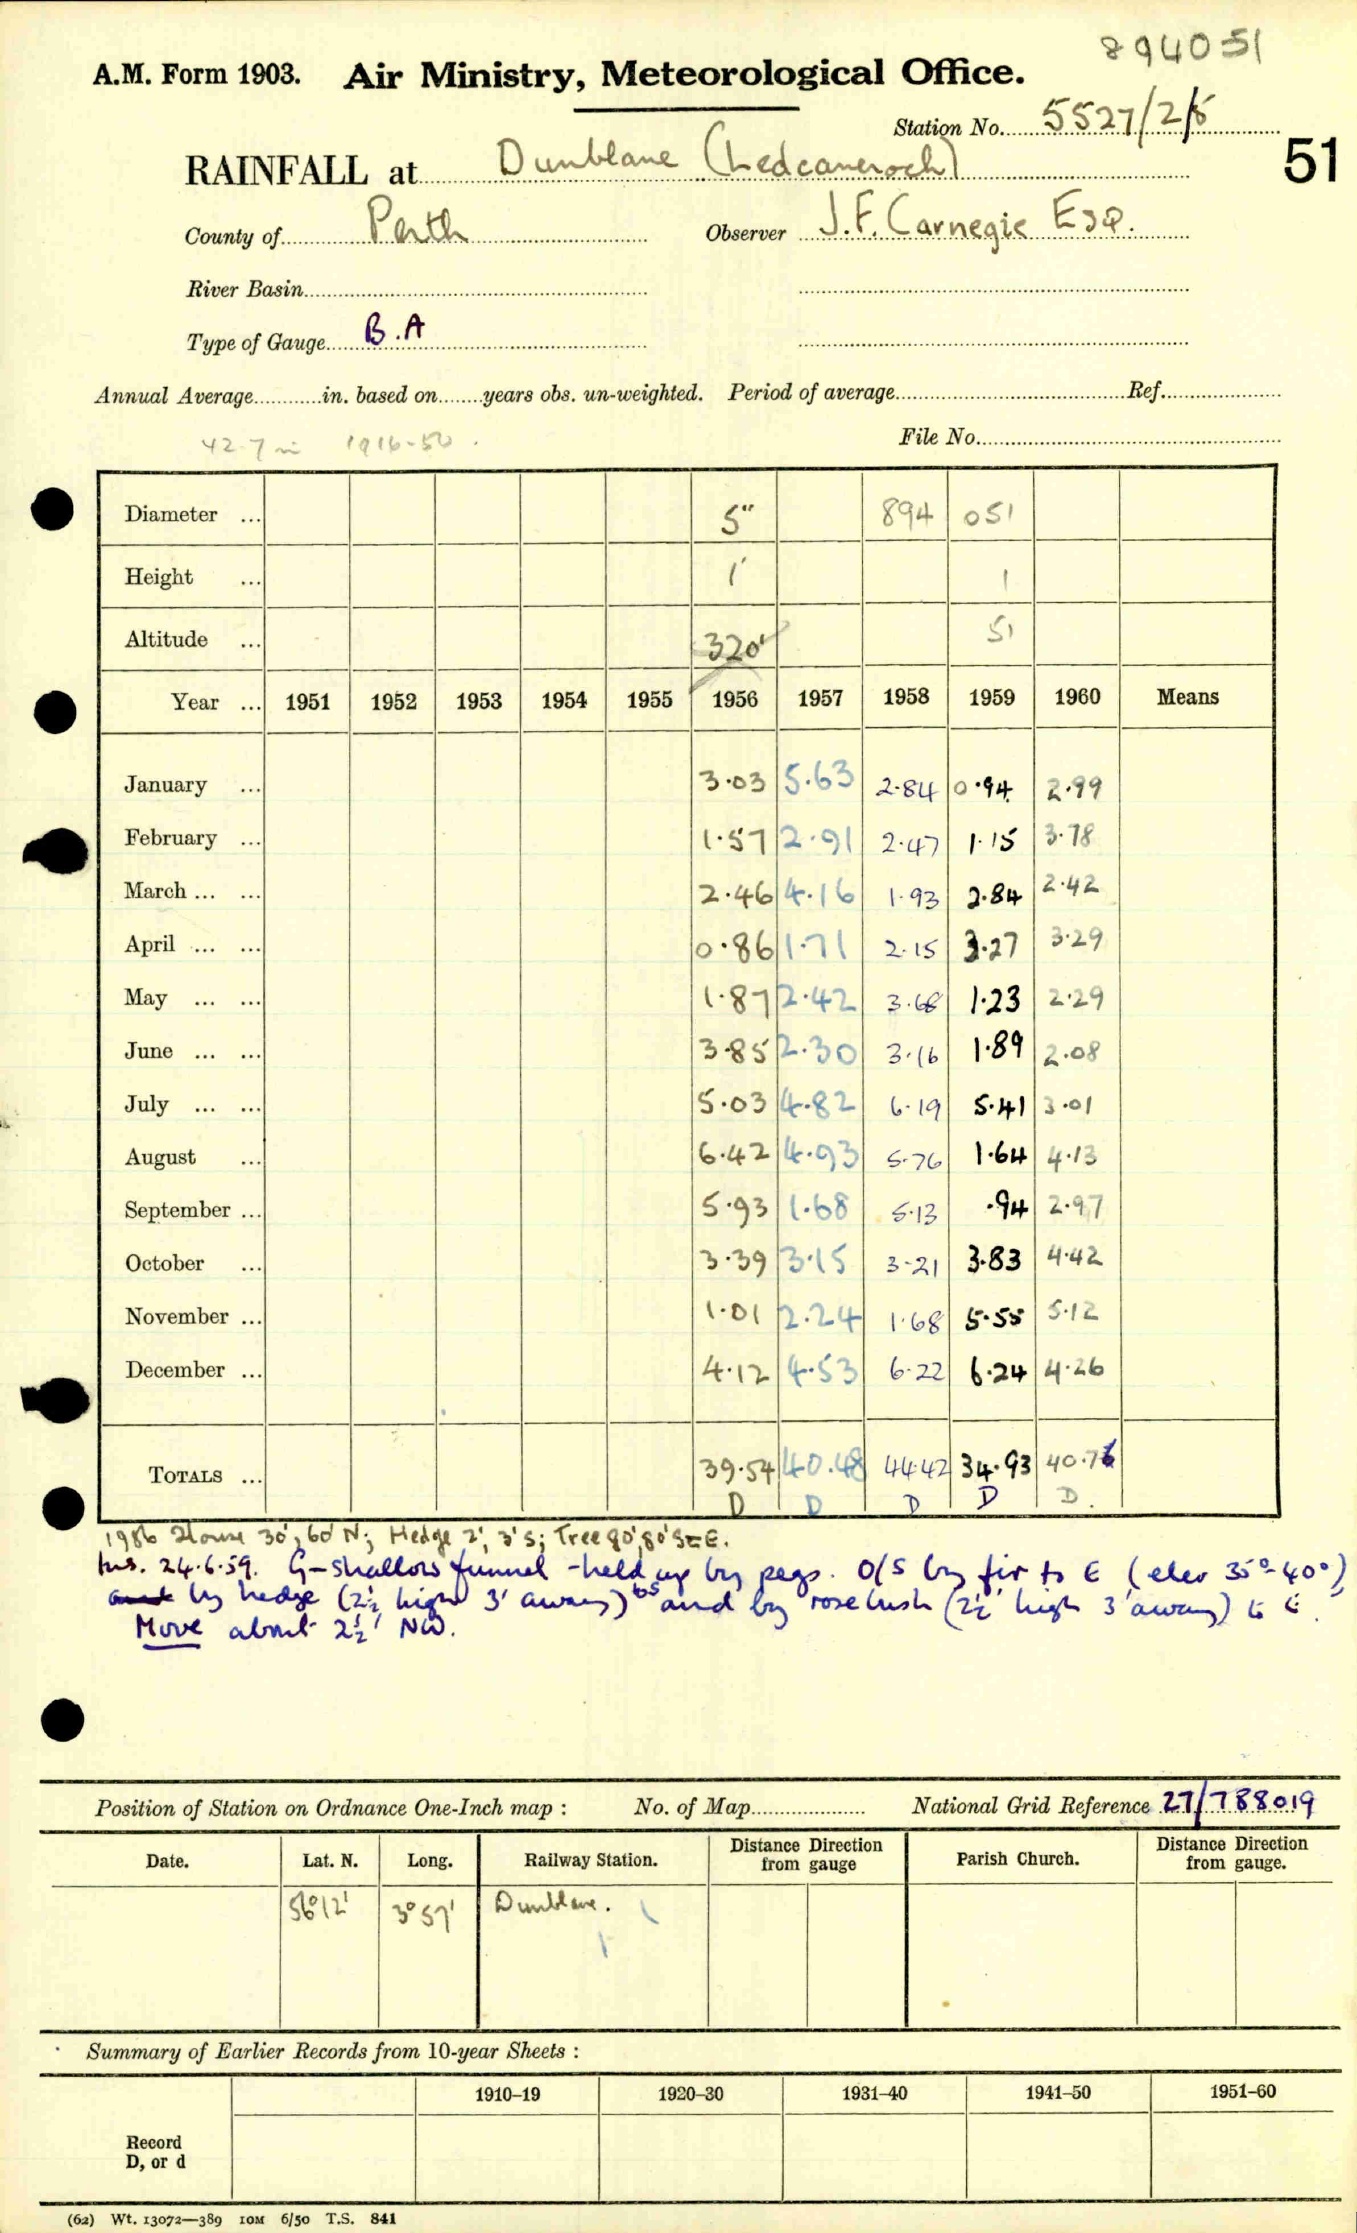 894051
A.M. Form 1903. Air Ministry, Meteorological Office.
Station No. 5527/2/5
51
RAINFALL at Dunblane (Ledcameroch)
County of Perth Observer J.F. Carnegie Esq.
River Basin
Type of Gauge B.A
Annual Average in. based on years obs. un-weighted. Period of average Ref.
42.7 in 1916-50.
File No.
Diameter ... 5" 894 051
Height ... 1' 1
Altitude ... 320' 51
Year ... 1951 1952 1953 1954 1955 1956 1957 1958 1959 1960 Means
January ... 3.03 5.63 2.84 0.94 2.99
February ... 1.57 2.91 2.47 1.15 3.78
March ... ... 2.46 4.16 1.93 2.84 2.42
April ... ... 0.86 1.71 2.15 3.27 3.29
May ... ... 1.87 2.42 3.68 1.23 2.29
June ... ... 3.85 2.30 3.16 1.89 2.08
July ... ... 5.03 4.82 6.19 5.41 3.01
August ... 6.42 4.93 5.76 1.64 4.13
September ... 5.93 1.68 5.13 .94 2.97
October ... 3.39 3.15 3.21 3.83 4.42
November ... 1.01 2.24 1.68 5.55 5.12
December ... 4.12 4.53 6.22 6.24 4.26
TOTALS ... 39.54 40.48 44.42 34.93 40.76
D D D D D.
1956 House 30', 60' N; Hedge 2', 3' S; Tree 80', 80' S-E.
Ins. 24.6.59. G-shallow funnel - held up by pegs. O/S by fir to E (elev 35°-40°),
and by hedge (2½' high 3' away) to S and by rose bush (2½' high 3' away) to E.
Move about 2½' NW.
Position of Station on Ordnance One-Inch map : No. of Map National Grid Reference 27/788019
Date. Lat. N. Long. Railway Station. Distance Direction from gauge Parish Church. Distance Direction from gauge.
56°12' 3°57' Dunblane.
Summary of Earlier Records from 10-year Sheets :
1910–19 1920–30 1931–40 1941–50 1951–60
Record
D, or d
(62) Wt. 13072—389 10M 6/50 T.S. 841